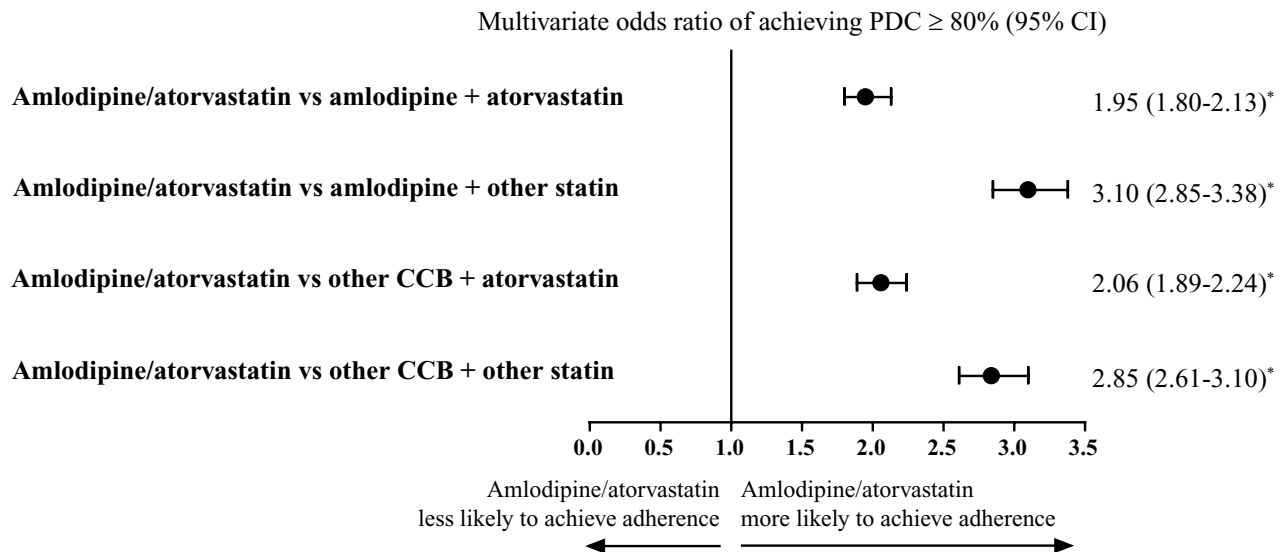 Multivariate odds ratio of achieving PDC ≥ 80% (95% CI)
Amlodipine/atorvastatin vs amlodipine + atorvastatin 1.95 (1.80-2.13)*
Amlodipine/atorvastatin vs amlodipine + other statin 3.10 (2.85-3.38)*
Amlodipine/atorvastatin vs other CCB + atorvastatin 2.06 (1.89-2.24)*
Amlodipine/atorvastatin vs other CCB + other statin 2.85 (2.61-3.10)*
0.0 0.5 1.0 1.5 2.0 2.5 3.0 3.5
Amlodipine/atorvastatin
less likely to achieve adherence
Amlodipine/atorvastatin
more likely to achieve adherence